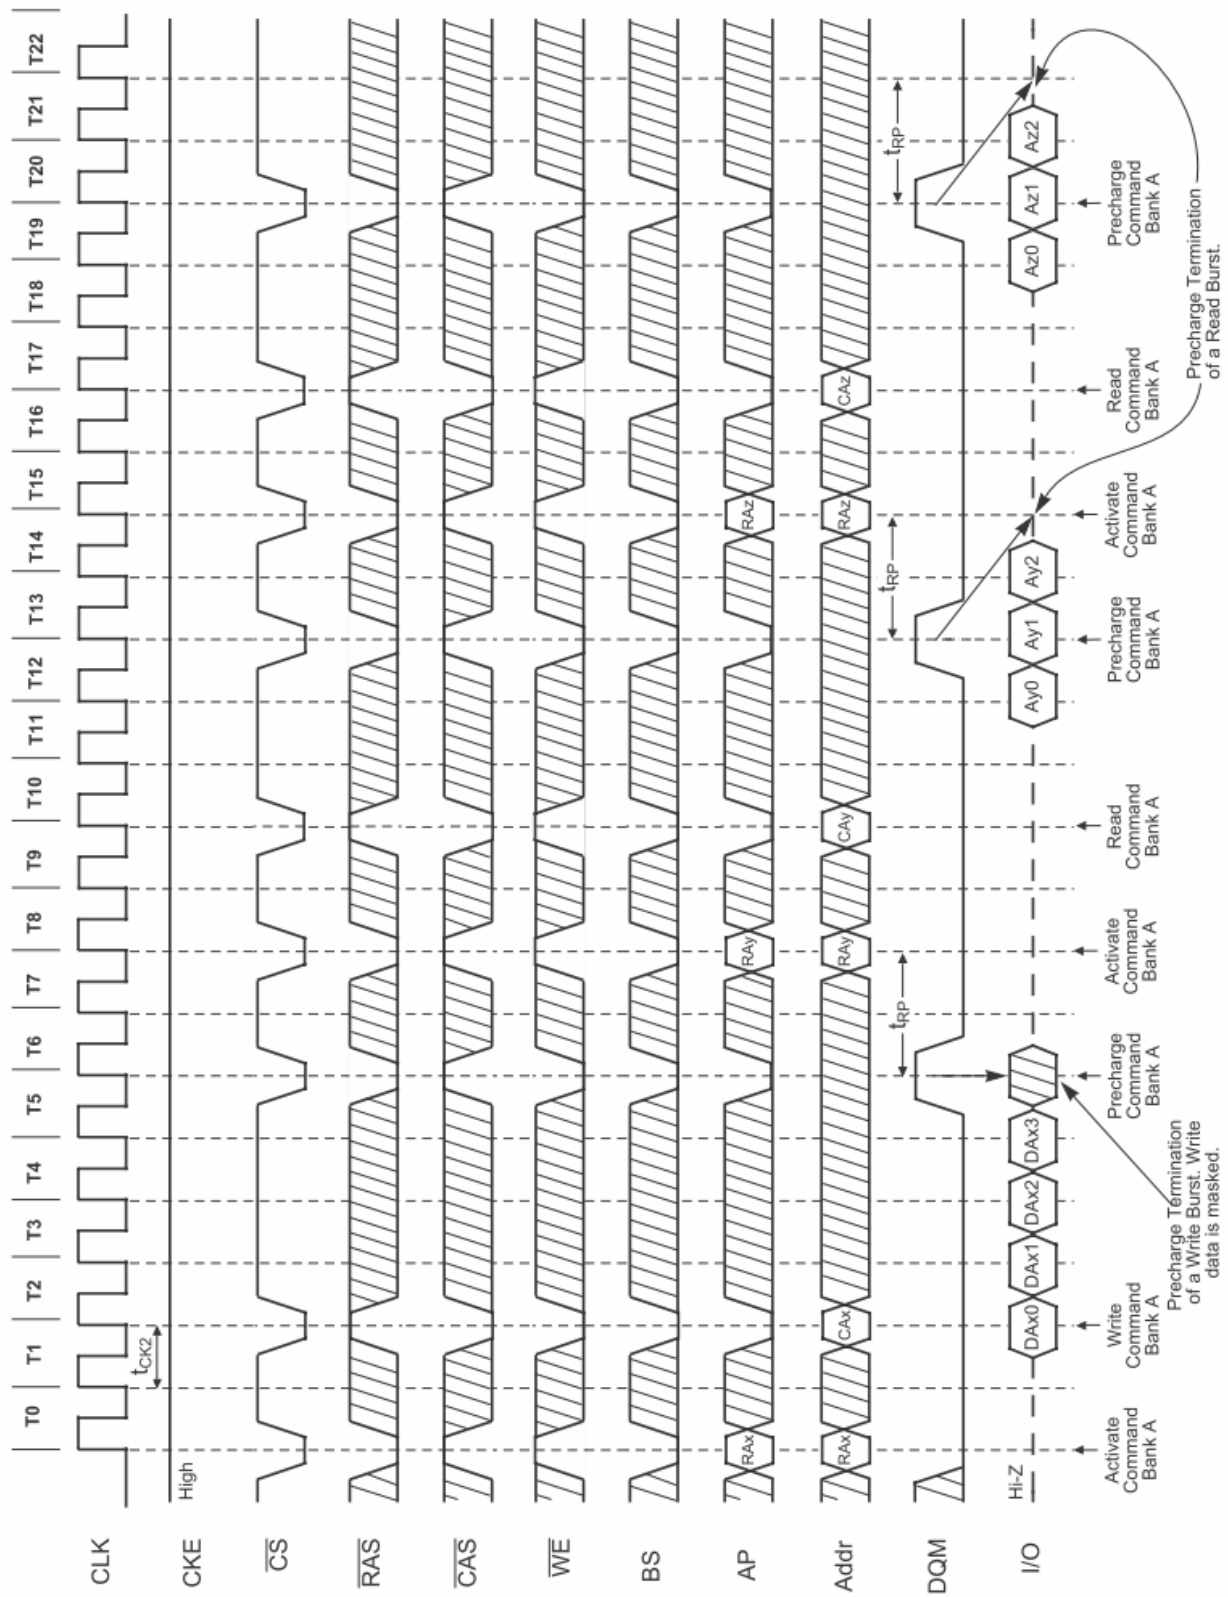 T0 T1 T2 T3 T4 T5 T6 T7 T8 T9 T10 T11 T12 T13 T14 T15 T16 T17 T18 T19 T20 T21 T22
CLK
tCK2
CKE
High
CS
RAS
CAS
WE
BS
AP
RAx RAy RAz
Addr
RAx CAx RAy CAy RAz CAz
DQM
tRP tRP tRP
I/O
Hi-Z
DAx0 DAx1 DAx2 DAx3 Ay0 Ay1 Ay2 Az0 Az1 Az2
Activate
Command
Bank A
Write
Command
Bank A
Precharge
Command
Bank A
Activate
Command
Bank A
Read
Command
Bank A
Precharge
Command
Bank A
Activate
Command
Bank A
Read
Command
Bank A
Precharge
Command
Bank A
Precharge Termination
of a Write Burst. Write
data is masked.
Precharge Termination
of a Read Burst.